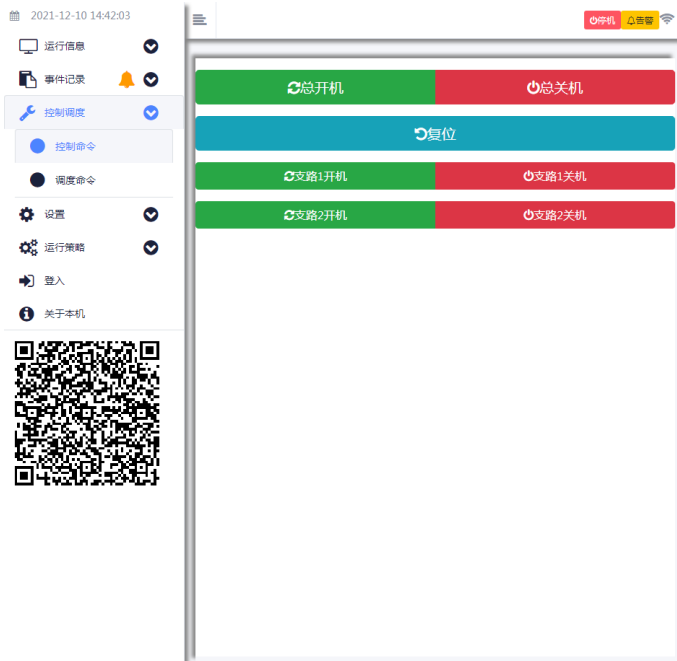 2021-12-10 14:42:03
停机 告警
运行信息
事件记录
控制调度
控制命令
调度命令
设置
运行策略
登入
关于本机
总开机 总关机
复位
支路1开机 支路1关机
支路2开机 支路2关机